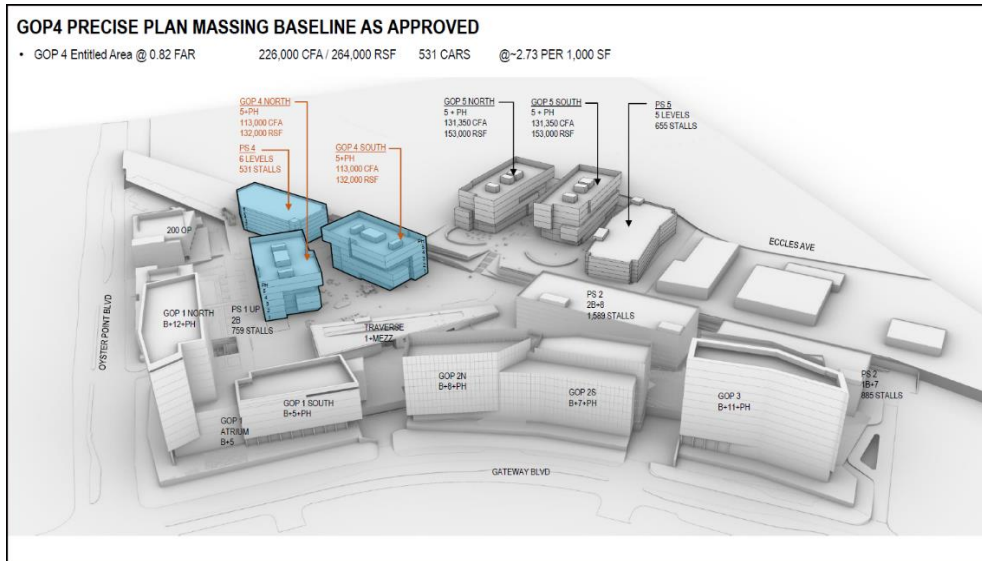 GOP4 PRECISE PLAN MASSING BASELINE AS APPROVED
• GOP 4 Entitled Area @ 0.82 FAR 226,000 CFA / 264,000 RSF 531 CARS @~2.73 PER 1,000 SF
GOP 4 NORTH
5+PH
113,000 CFA
132,000 RSF
PS 4
6 LEVELS
531 STALLS
GOP 4 SOUTH
5+PH
113,000 CFA
132,000 RSF
GOP 5 NORTH
5 + PH
131,350 CFA
153,000 RSF
GOP 5 SOUTH
5 + PH
131,350 CFA
153,000 RSF
PS 5
5 LEVELS
655 STALLS
200 OP
ECCLES AVE
OYSTER POINT BLVD
GOP 1 NORTH
B+12+PH
PS 1 UP
2B
759 STALLS
TRAVERSE
1+MEZZ
PS 2
2B+8
1,589 STALLS
GOP 1 SOUTH
B+5+PH
GOP 1
ATRIUM
B+5
GOP 2N
B+8+PH
GOP 2S
B+7+PH
GOP 3
B+11+PH
PS 2
1B+7
885 STALLS
GATEWAY BLVD